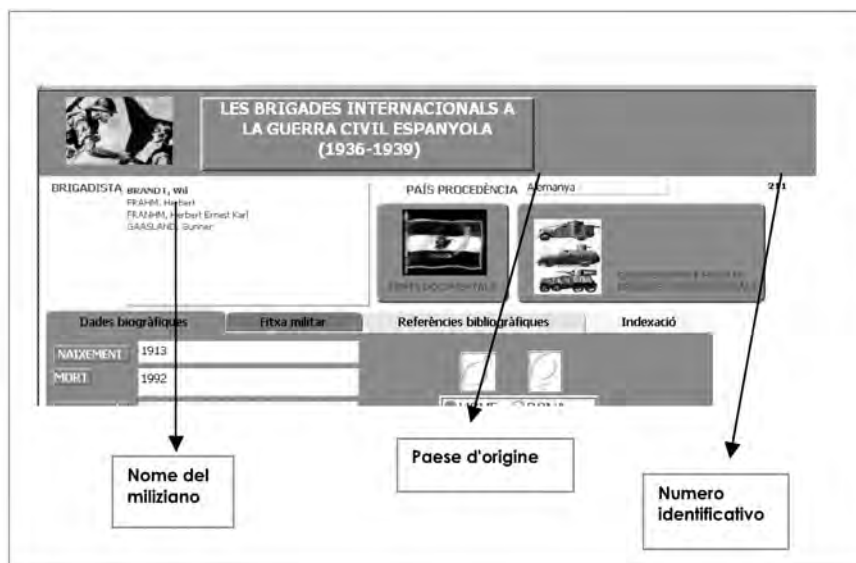 LES BRIGADES INTERNACIONALS A
LA GUERRA CIVIL ESPANYOLA
(1936-1939)
BRIGADISTA BRANDT, Wil
FRAHM, Herbert
FRANHM, Herbert Ernest Karl
GAASLAND, Gunner
PAÍS PROCEDÈNCIA Alemanya
211
Dades biogràfiques
Fitxa militar
Referències bibliogràfiques
Indexació
NAIXEMENT 1913
MORT 1992
Nome del
miliziano
Paese d'origine
Numero
identificativo